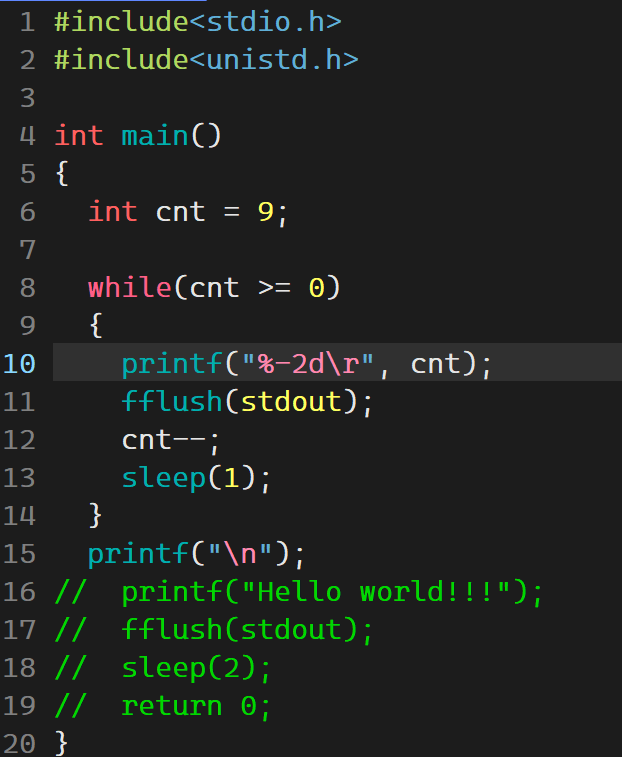 1 #include<stdio.h>
2 #include<unistd.h>
3
4 int main()
5 {
6   int cnt = 9;
7
8   while(cnt >= 0)
9   {
10     printf("%-2d\r", cnt);
11     fflush(stdout);
12     cnt--;
13     sleep(1);
14   }
15   printf("\n");
16 //  printf("Hello world!!!");
17 //  fflush(stdout);
18 //  sleep(2);
19 //  return 0;
20 }